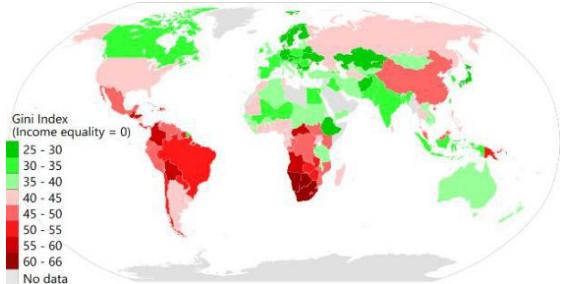 Gini Index
(Income equality = 0)
25 - 30
30 - 35
35 - 40
40 - 45
45 - 50
50 - 55
55 - 60
60 - 66
No data